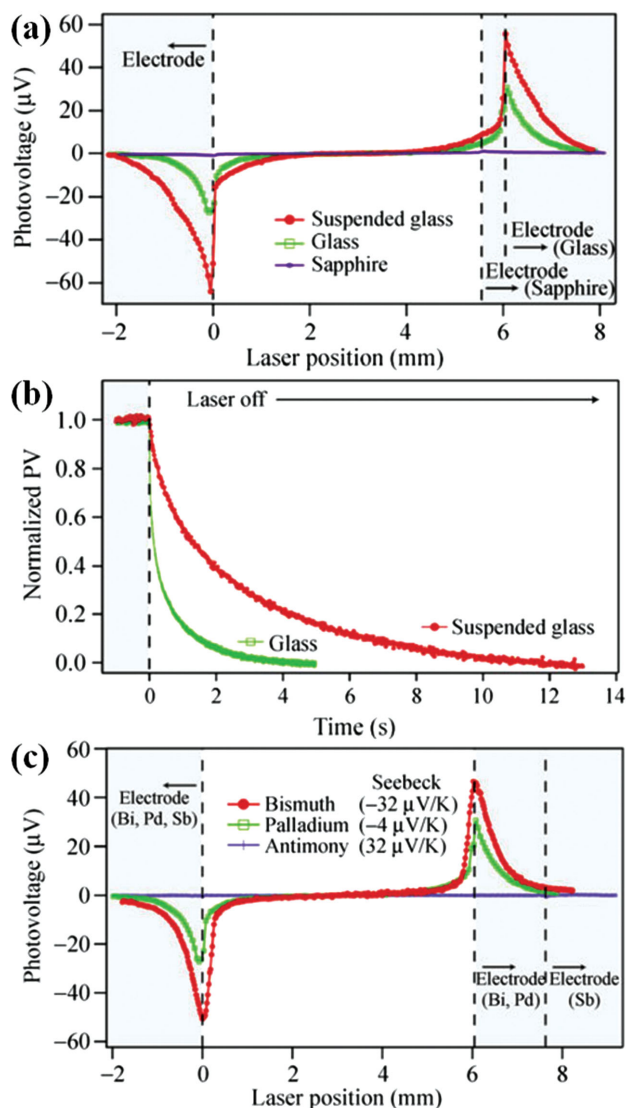 (a)
60
40
20
0
−20
−40
−60
Photovoltage (μV)
Electrode
Suspended glass
Glass
Sapphire
Electrode
(Glass)
Electrode
(Sapphire)
−2 0 2 4 6 8
Laser position (mm)
(b)
Laser off
1.0
0.8
0.6
0.4
0.2
0.0
Normalized PV
Glass
Suspended glass
0 2 4 6 8 10 12 14
Time (s)
(c)
60
40
20
0
−20
−40
−60
Photovoltage (μV)
Electrode
(Bi, Pd, Sb)
Seebeck
Bismuth (−32 μV/K)
Palladium (−4 μV/K)
Antimony (32 μV/K)
Electrode
(Bi, Pd)
Electrode
(Sb)
−2 0 2 4 6 8
Laser position (mm)